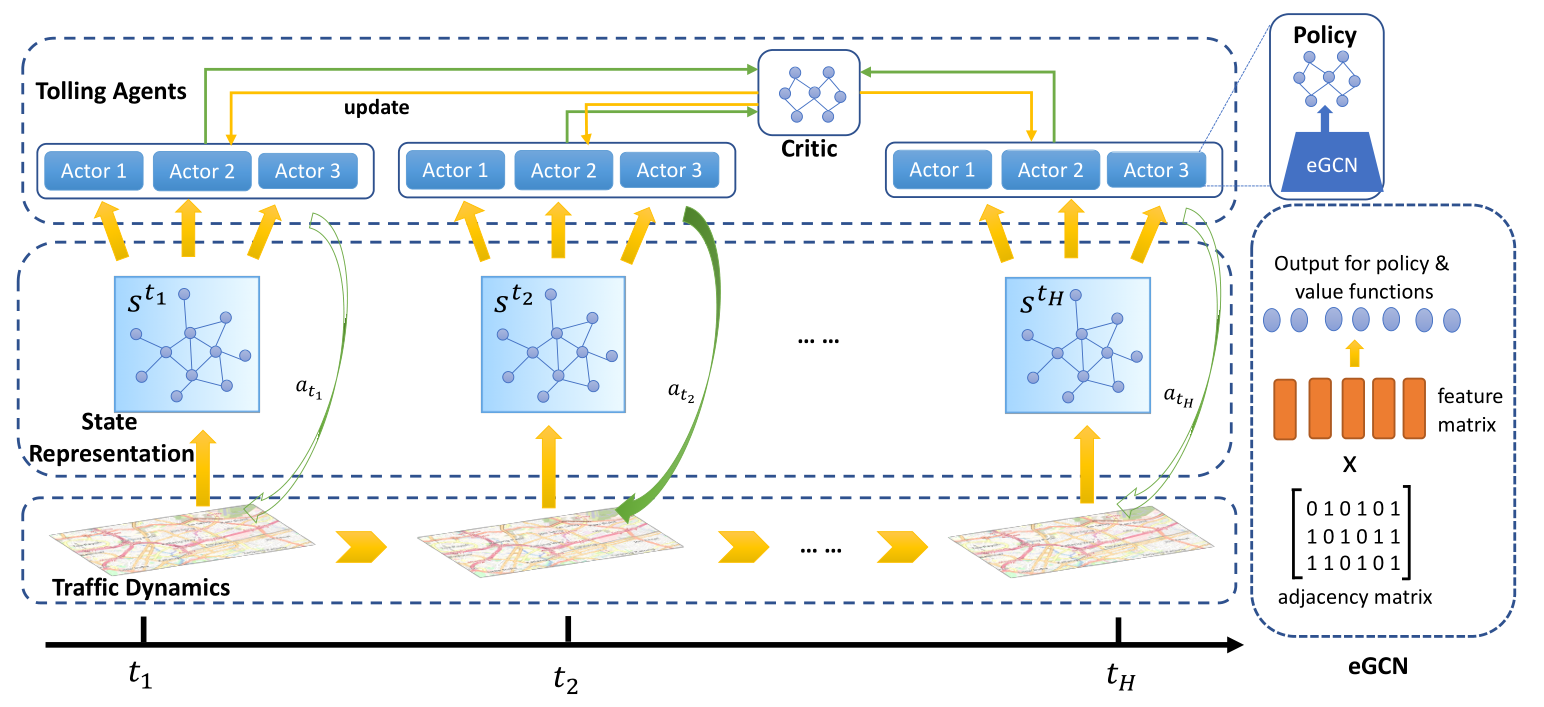 Tolling Agents
update
Critic
Policy
eGCN
Actor 1
Actor 2
Actor 3
Actor 1
Actor 2
Actor 3
Actor 1
Actor 2
Actor 3
s^{t_1}
s^{t_2}
s^{t_H}
... ...
a_{t_1}
a_{t_2}
a_{t_H}
State
Representation
... ...
Traffic Dynamics
t_1
t_2
t_H
Output for policy &
value functions
feature
matrix
X
0 1 0 1 0 1
1 0 1 0 1 1
1 1 0 1 0 1
adjacency matrix
eGCN